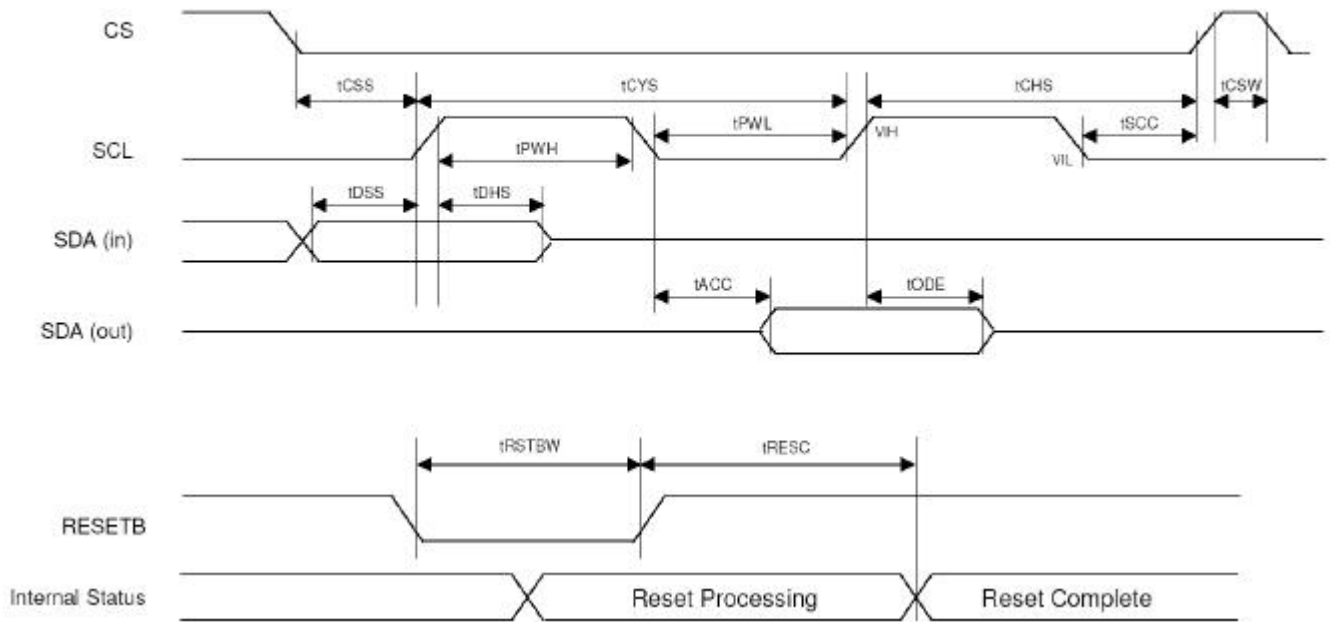 CS
tCSS
tCYS
tCHS
tCSW
SCL
tPWH
tPWL
VIH
tSCC
VIL
tDSS
tDHS
SDA (in)
tACC
tODE
SDA (out)
tRSTBW
tRESC
RESETB
Internal Status
Reset Processing
Reset Complete